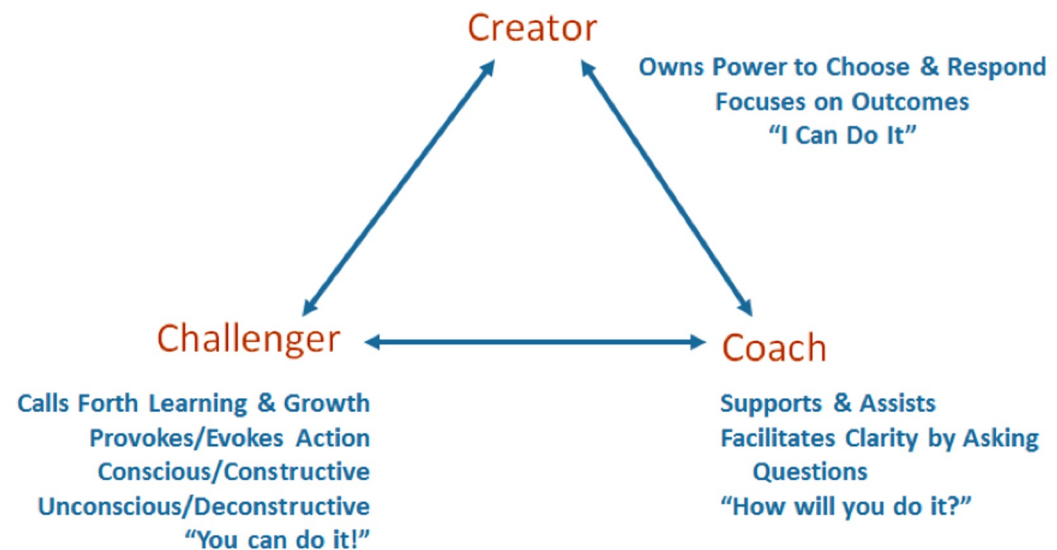 Creator
Owns Power to Choose & Respond
Focuses on Outcomes
“I Can Do It”
Challenger
Calls Forth Learning & Growth
Provokes/Evokes Action
Conscious/Constructive
Unconscious/Deconstructive
“You can do it!”
Coach
Supports & Assists
Facilitates Clarity by Asking
Questions
“How will you do it?”